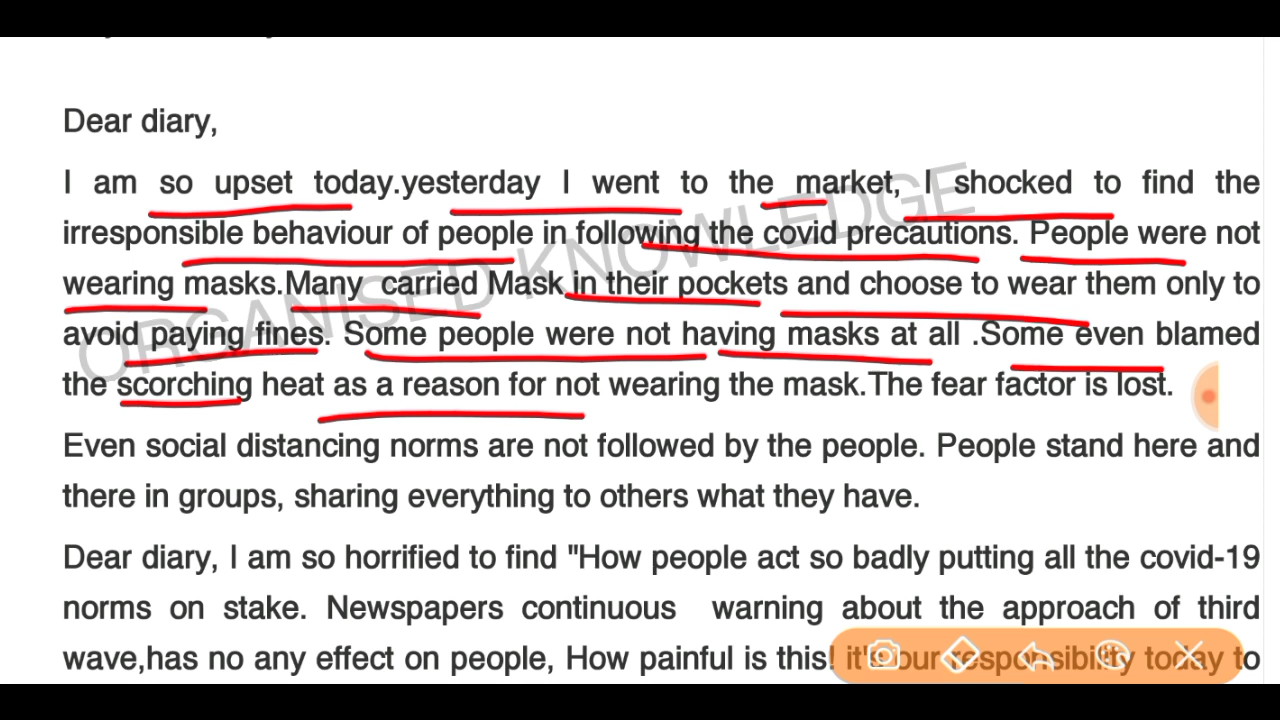 Dear diary,
I am so upset today.yesterday I went to the market, I shocked to find the
irresponsible behaviour of people in following the covid precautions. People were not
wearing masks.Many carried Mask in their pockets and choose to wear them only to
avoid paying fines. Some people were not having masks at all .Some even blamed
the scorching heat as a reason for not wearing the mask.The fear factor is lost.
Even social distancing norms are not followed by the people. People stand here and
there in groups, sharing everything to others what they have.
Dear diary, I am so horrified to find "How people act so badly putting all the covid-19
norms on stake. Newspapers continuous warning about the approach of third
wave,has no any effect on people, How painful is this! it's our responsibility today to
ORGANISED KNOWLEDGE